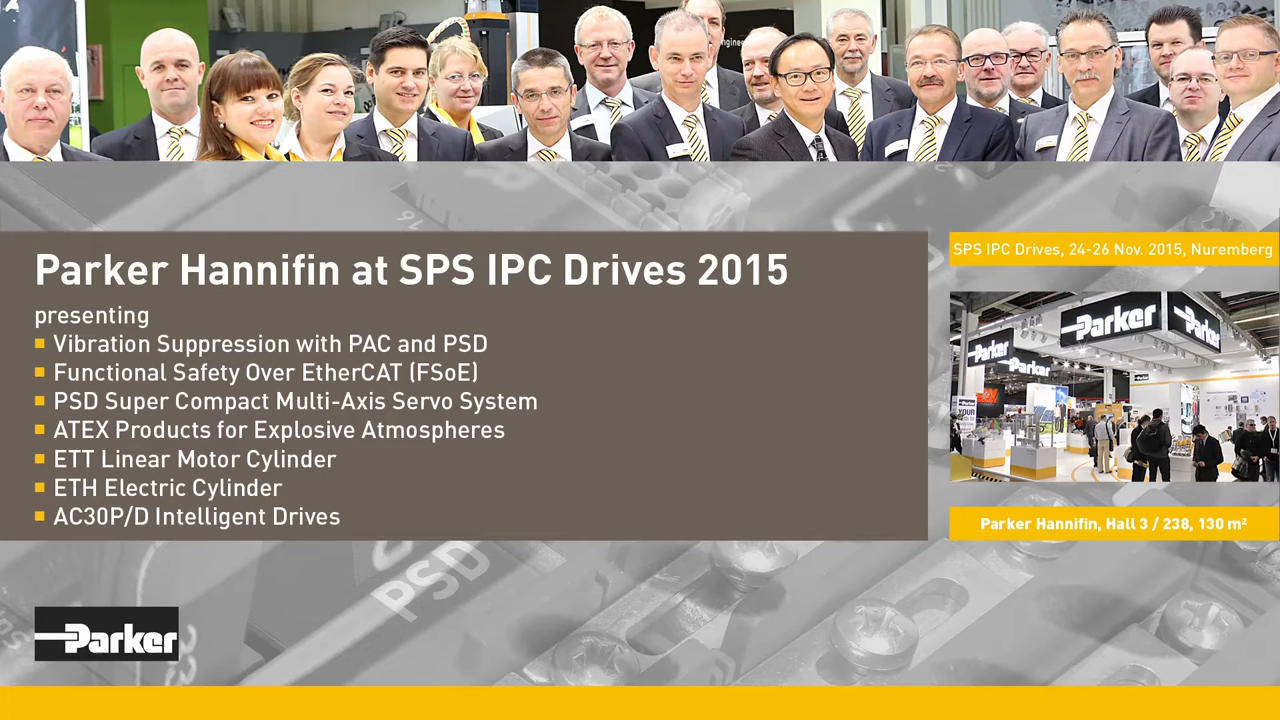 Parker Hannifin at SPS IPC Drives 2015
presenting
Vibration Suppression with PAC and PSD
Functional Safety Over EtherCAT (FSoE)
PSD Super Compact Multi-Axis Servo System
ATEX Products for Explosive Atmospheres
ETT Linear Motor Cylinder
ETH Electric Cylinder
AC30P/D Intelligent Drives
SPS IPC Drives, 24-26 Nov. 2015, Nuremberg
Parker
Parker
Parker
Parker
Parker Hannifin, Hall 3 / 238, 130 m²
PSD
Parker